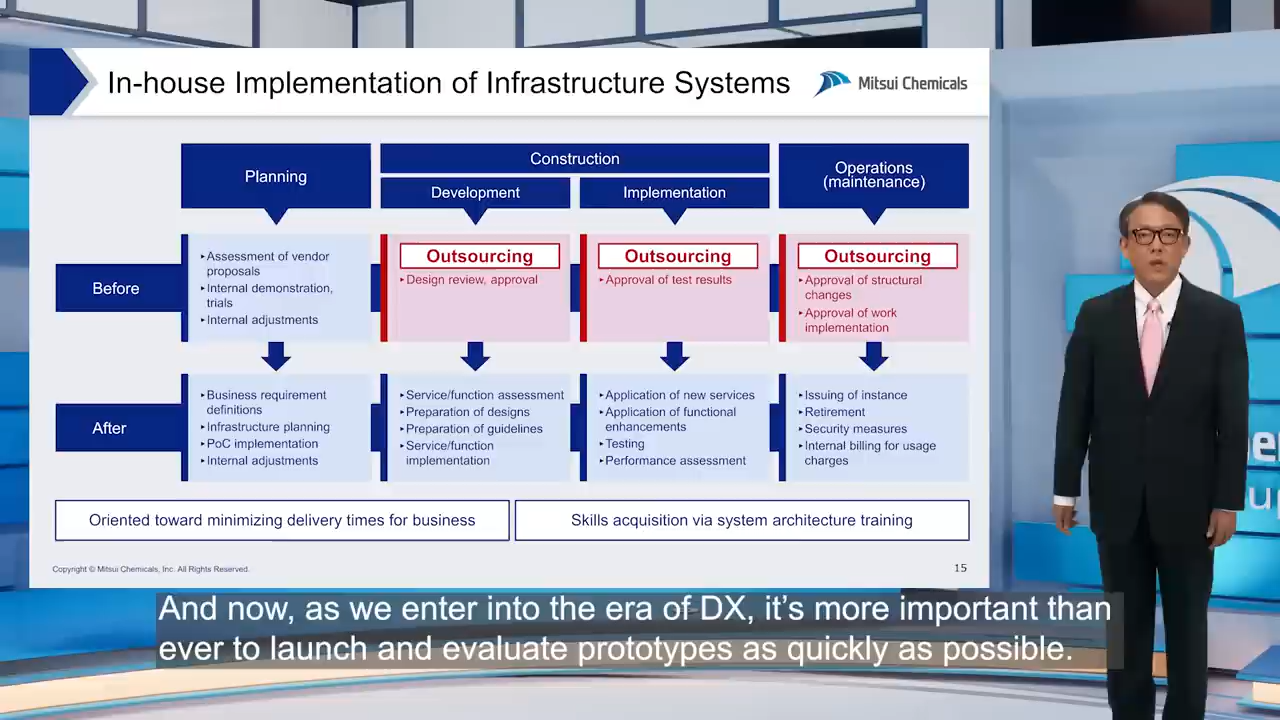 In-house Implementation of Infrastructure Systems
Mitsui Chemicals
Planning
Construction
Development
Implementation
Operations
(maintenance)
Before
▸Assessment of vendor
proposals
▸Internal demonstration,
trials
▸Internal adjustments
Outsourcing
▸Design review, approval
Outsourcing
▸Approval of test results
Outsourcing
▸Approval of structural
changes
▸Approval of work
implementation
After
▸Business requirement
definitions
▸Infrastructure planning
▸PoC implementation
▸Internal adjustments
▸Service/function assessment
▸Preparation of designs
▸Preparation of guidelines
▸Service/function
implementation
▸Application of new services
▸Application of functional
enhancements
▸Testing
▸Performance assessment
▸Issuing of instance
▸Retirement
▸Security measures
▸Internal billing for usage
charges
Oriented toward minimizing delivery times for business
Skills acquisition via system architecture training
Copyright © Mitsui Chemicals, Inc. All Rights Reserved.
15
And now, as we enter into the era of DX, it's more important than
ever to launch and evaluate prototypes as quickly as possible.